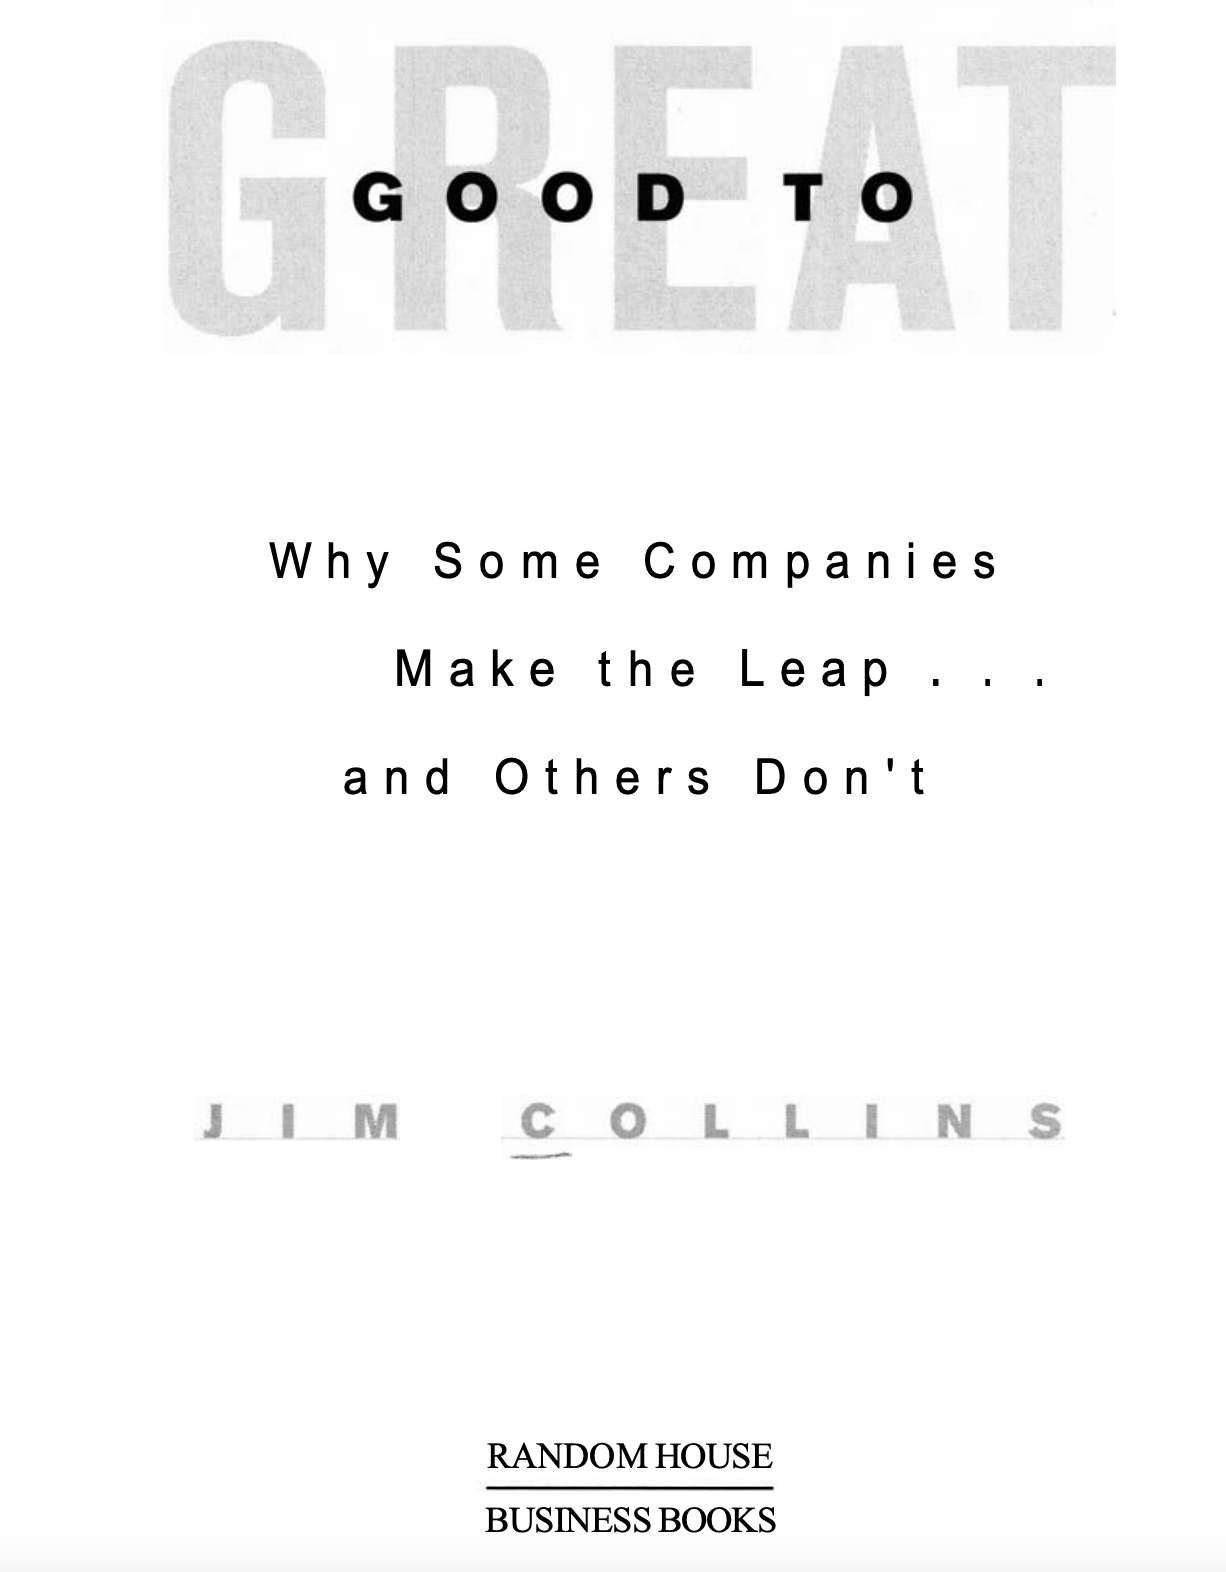 GOOD TO
GREAT
Why Some Companies
Make the Leap . . .
and Others Don't
JIM COLLINS
RANDOM HOUSE
BUSINESS BOOKS